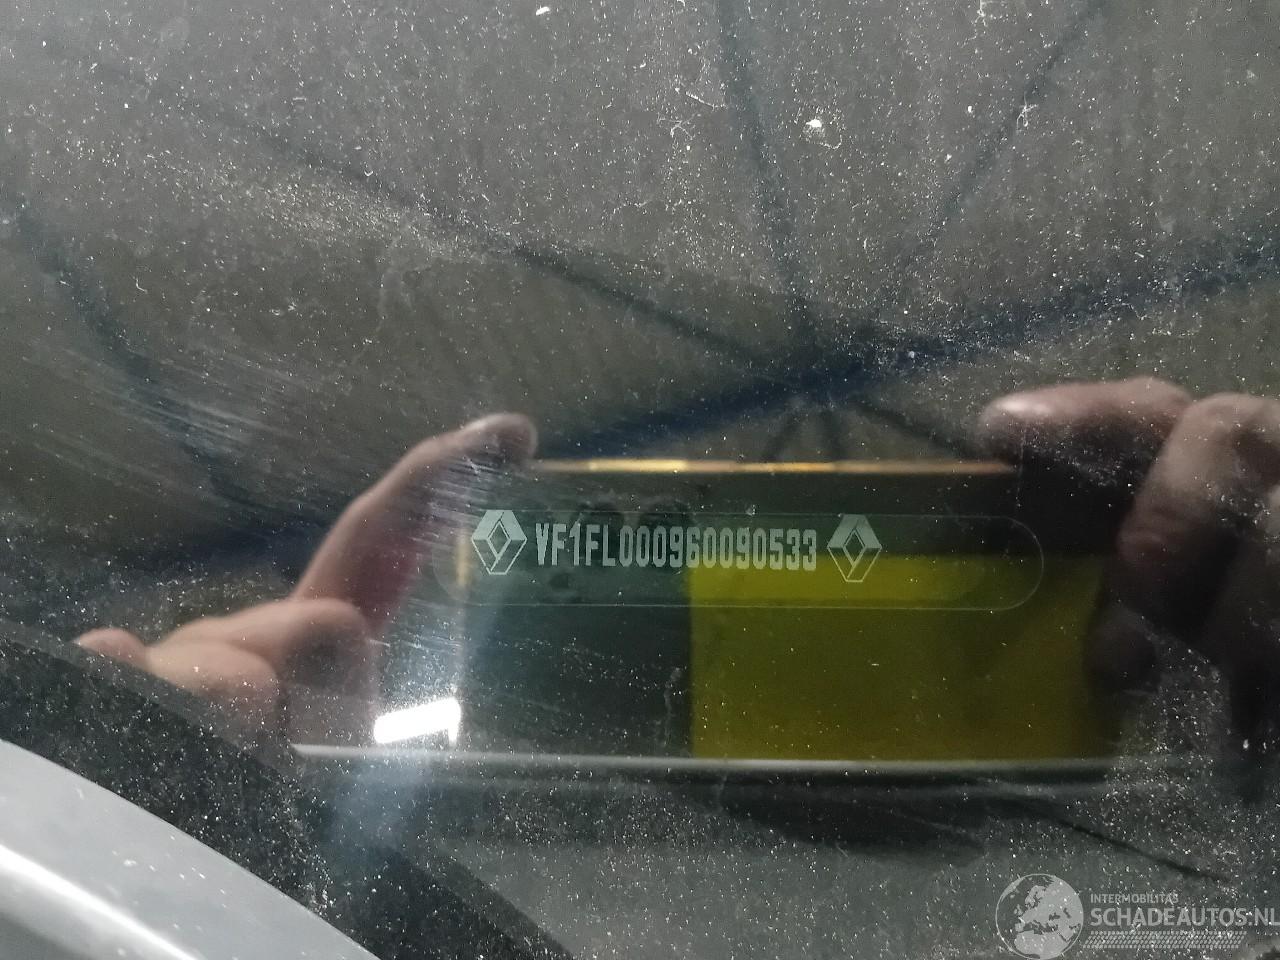 VF1FL000960090533
INTERMOBILITAS
SCHADEAUTOS.NL